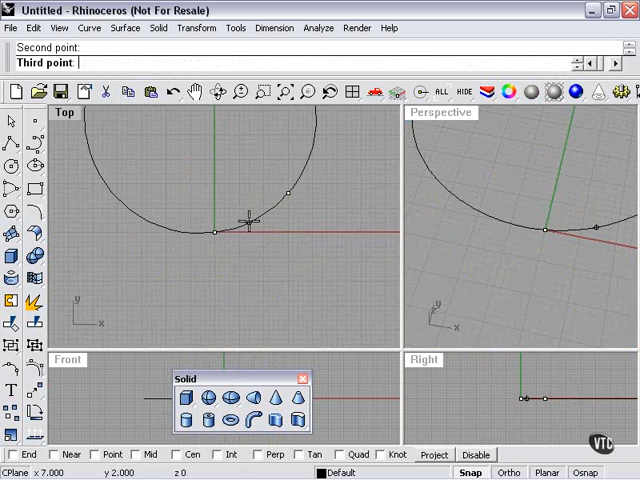 Untitled - Rhinoceros (Not For Resale)
File Edit View Curve Surface Solid Transform Tools Dimension Analyze Render Help
Second point:
Third point:
ALL HIDE
Top
Perspective
y
x
y
x
Front
Right
Solid
T
VTC
End Near Point Mid Cen Int Perp Tan Quad Knot Project Disable
CPlane x 7.000 y 2.000 z 0 Default Snap Ortho Planar Osnap